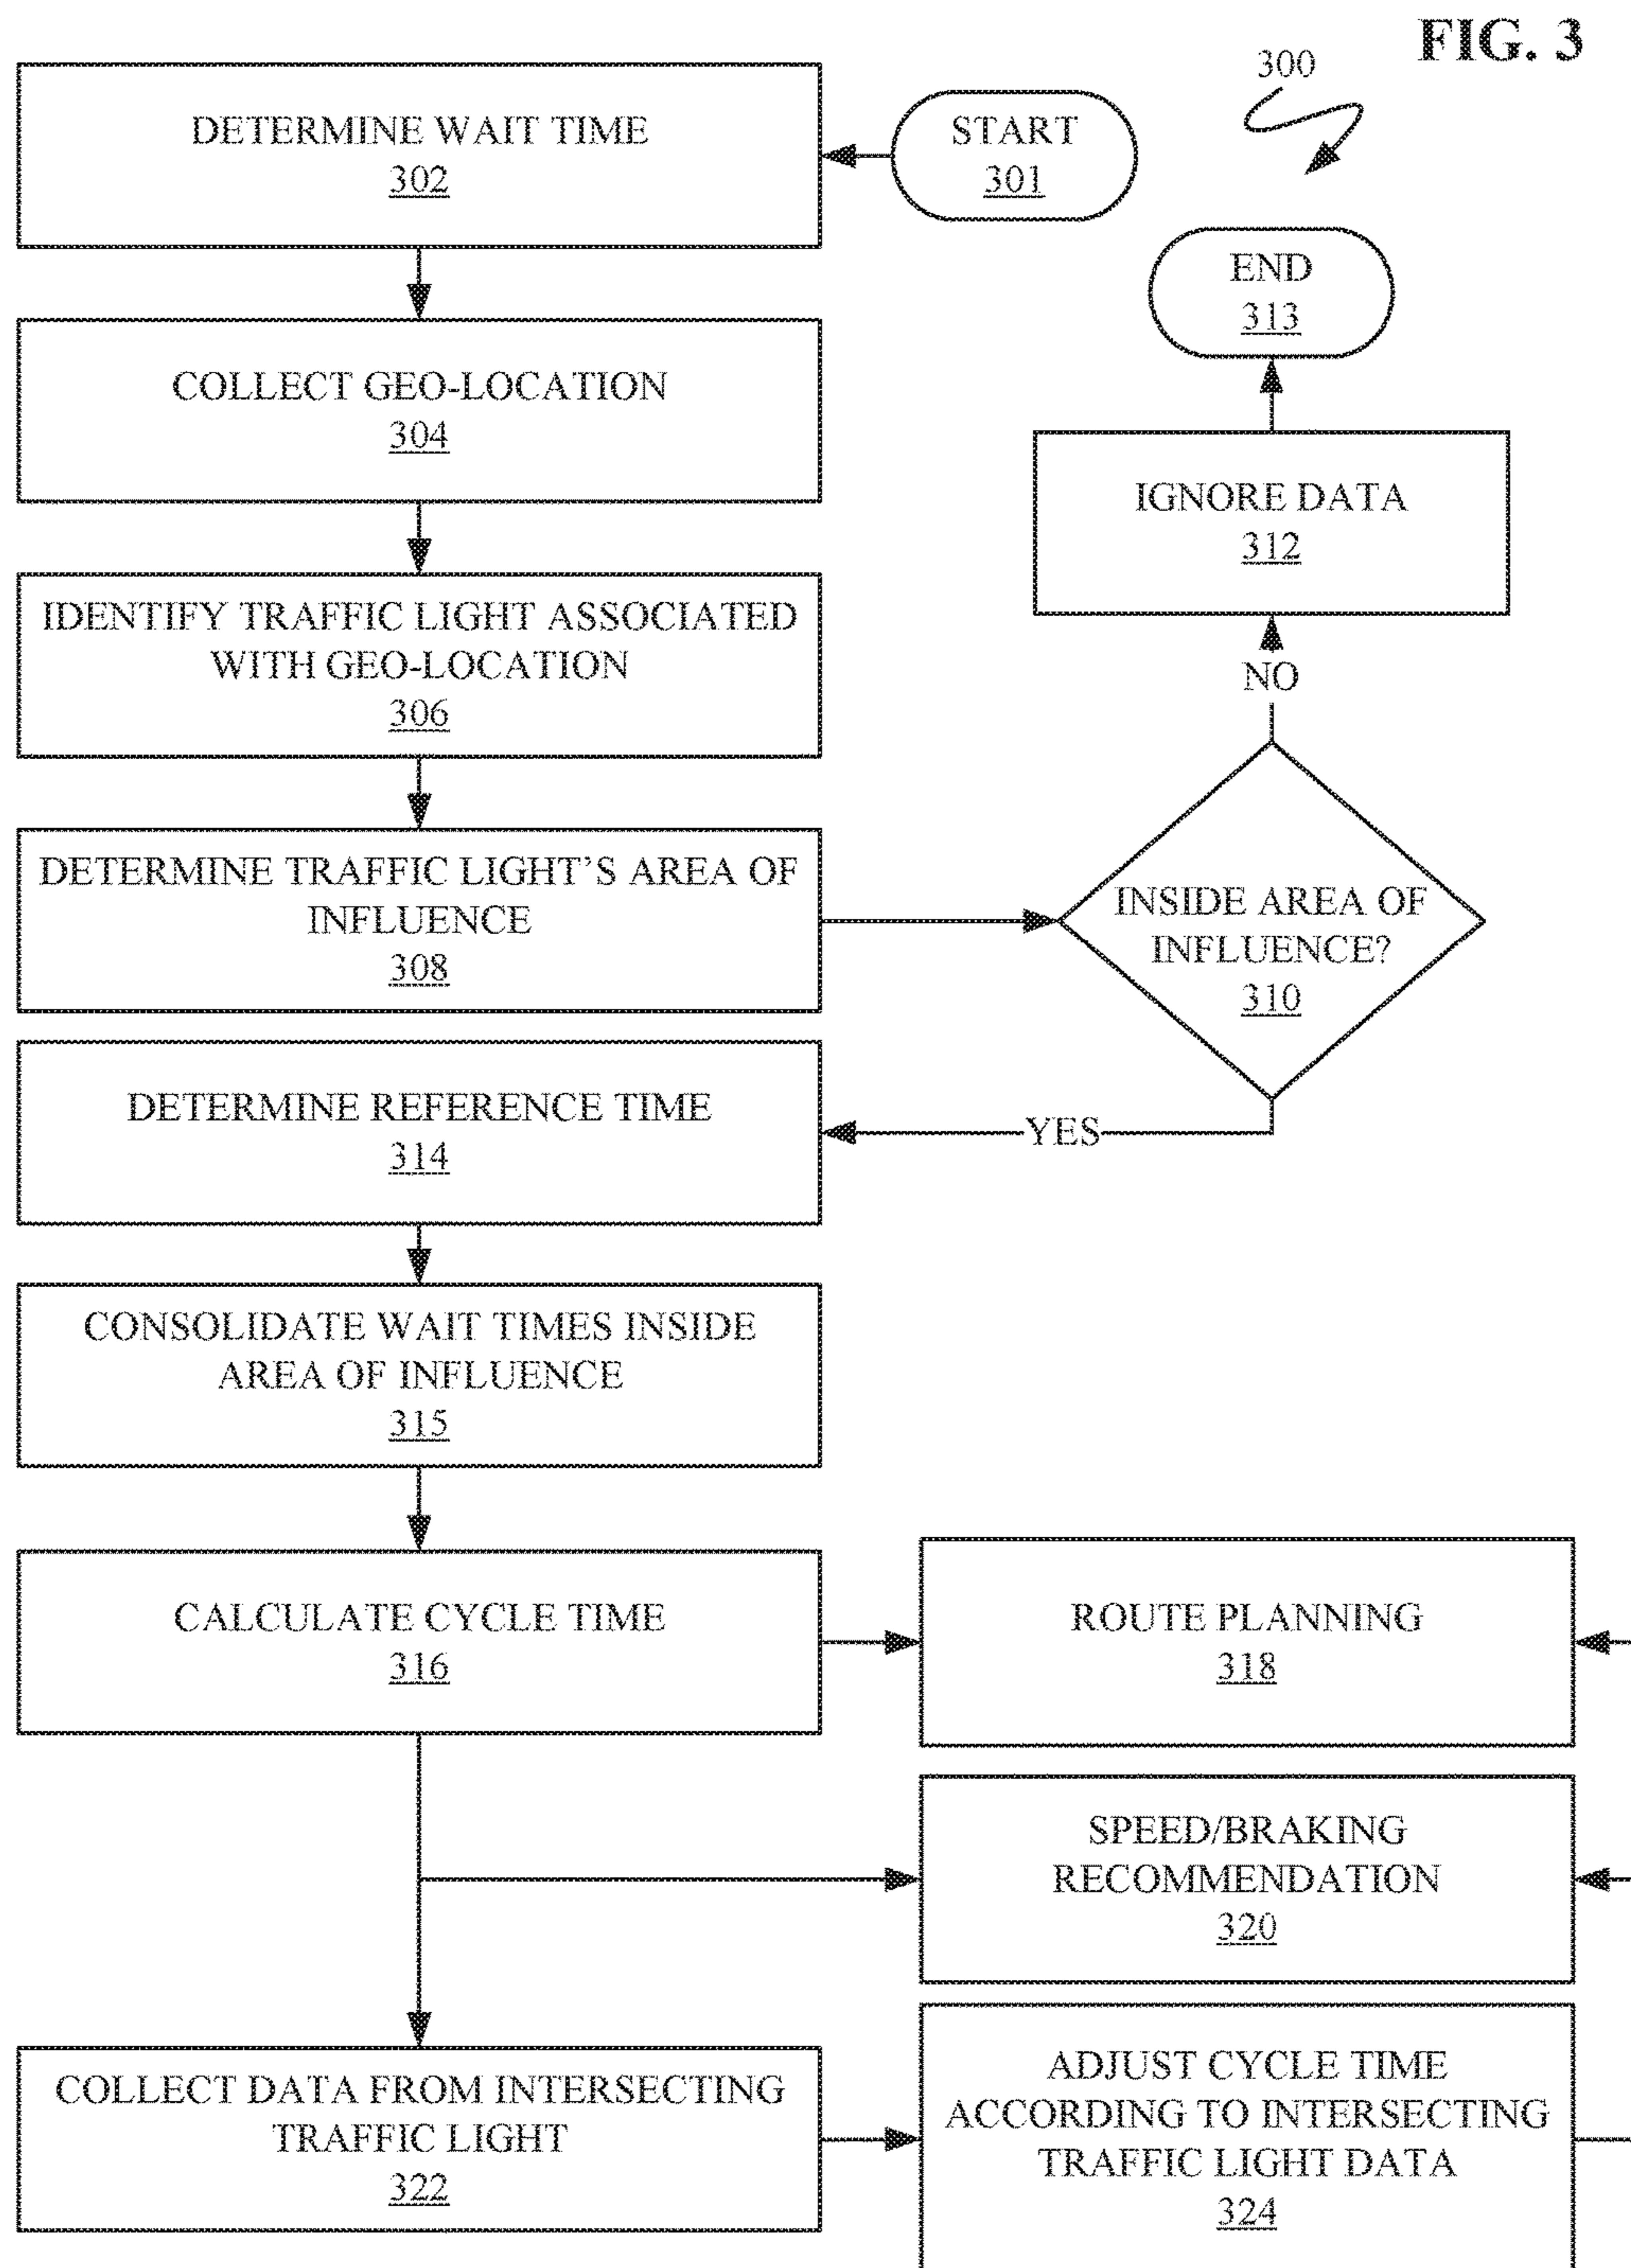 FIG. 3
300
START
301
DETERMINE WAIT TIME
302
COLLECT GEO-LOCATION
304
IDENTIFY TRAFFIC LIGHT ASSOCIATED
WITH GEO-LOCATION
306
DETERMINE TRAFFIC LIGHT’S AREA OF
INFLUENCE
308
INSIDE AREA OF
INFLUENCE?
310
NO
IGNORE DATA
312
END
313
YES
DETERMINE REFERENCE TIME
314
CONSOLIDATE WAIT TIMES INSIDE
AREA OF INFLUENCE
315
CALCULATE CYCLE TIME
316
ROUTE PLANNING
318
SPEED/BRAKING
RECOMMENDATION
320
COLLECT DATA FROM INTERSECTING
TRAFFIC LIGHT
322
ADJUST CYCLE TIME
ACCORDING TO INTERSECTING
TRAFFIC LIGHT DATA
324